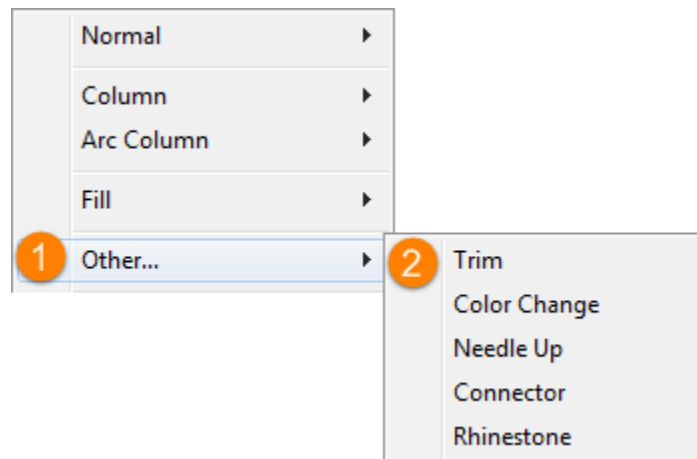 Normal
Column
Arc Column
Fill
1 Other...
2 Trim
Color Change
Needle Up
Connector
Rhinestone